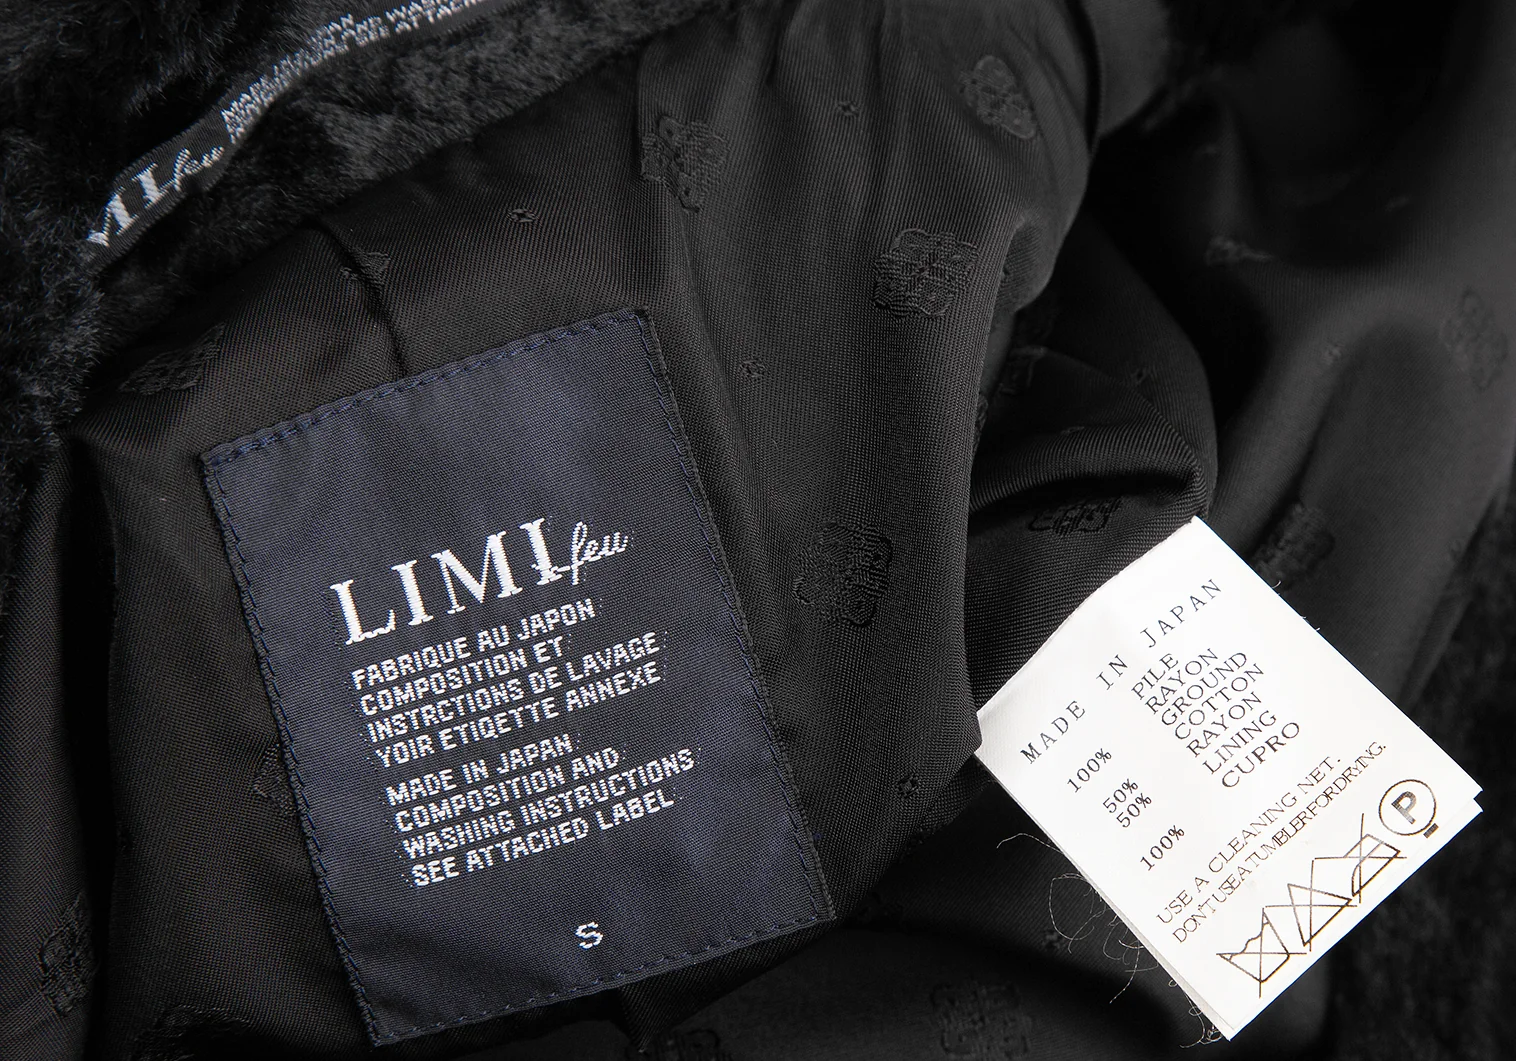 LIMI feu
FABRIQUE AU JAPON
COMPOSITION ET
INSTRCTIONS DE LAVAGE
YOIR ETIQETTE ANNEXE
MADE IN JAPAN
COMPOSITION AND
WASHING INSTRUCTIONS
SEE ATTACHED LABEL
S
MADE IN JAPAN
PILE
100% RAYON
GROUND
50% COTTON
50% RAYON
LINING
100% CUPRO
USE A CLEANING NET.
DON'T USE A TUMBLER FOR DRYING.
P